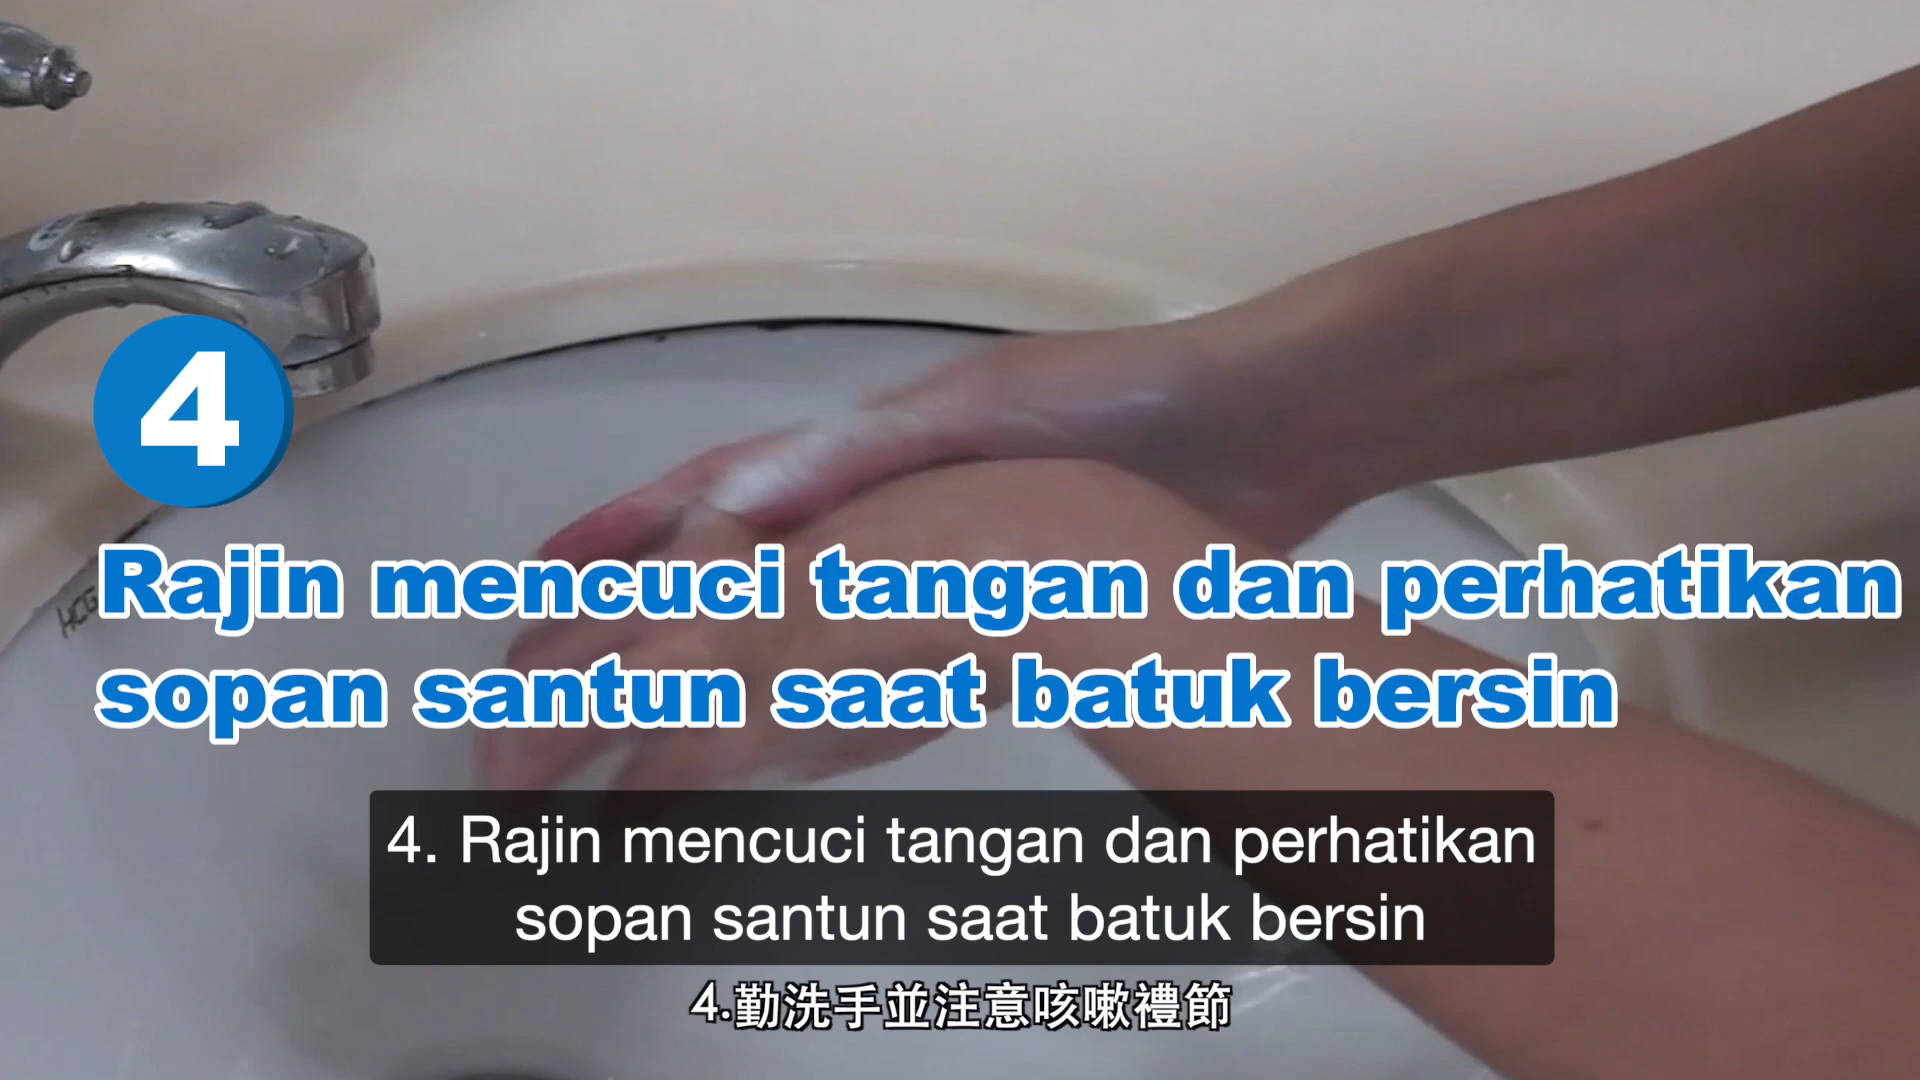 4
Rajin mencuci tangan dan perhatikan
sopan santun saat batuk bersin
HCG
4. Rajin mencuci tangan dan perhatikan
sopan santun saat batuk bersin
4.勤洗手並注意咳嗽禮節